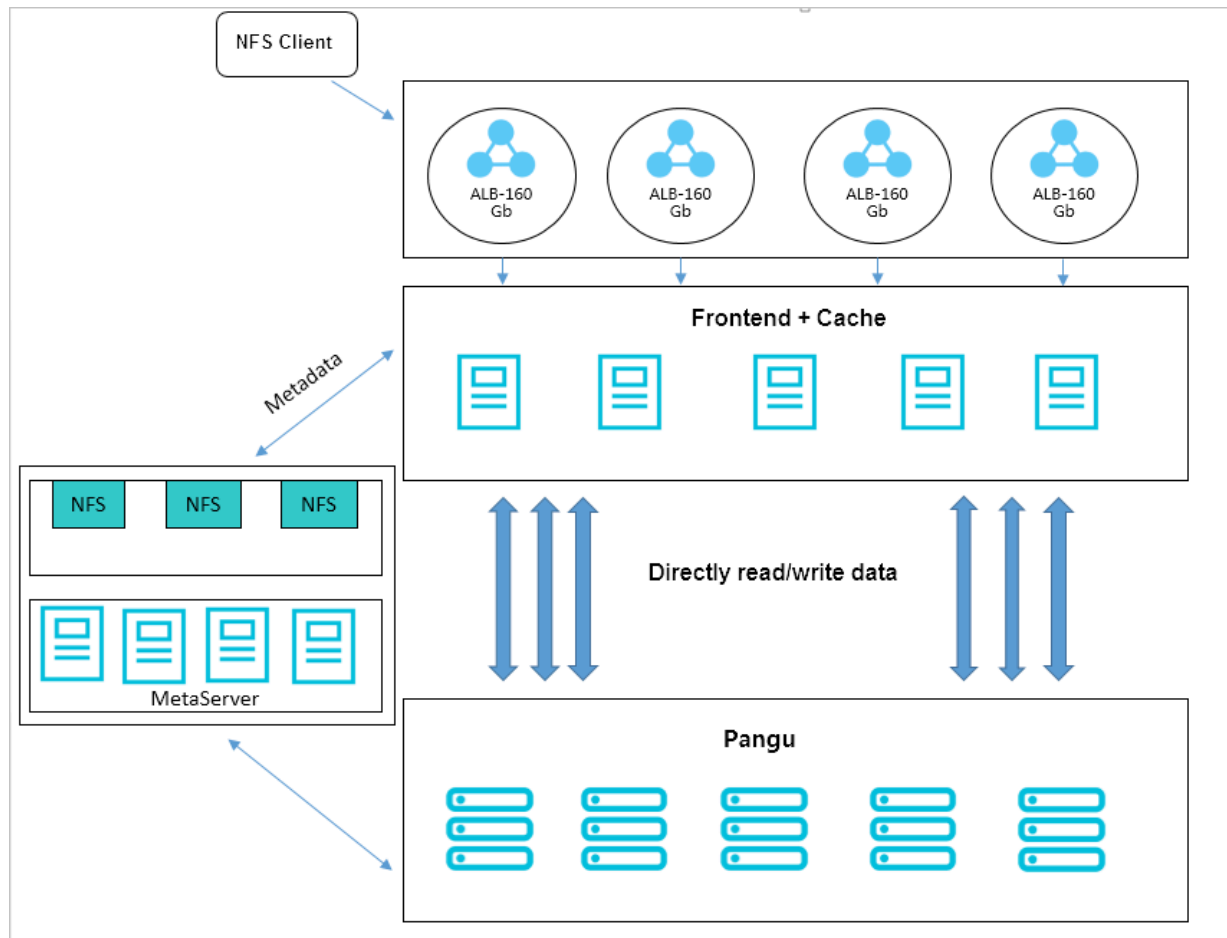 NFS Client
ALB-160
Gb
ALB-160
Gb
ALB-160
Gb
ALB-160
Gb
Frontend + Cache
Metadata
NFS
NFS
NFS
Directly read/write data
MetaServer
Pangu